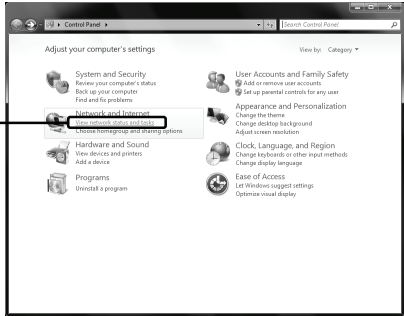 Control Panel
Search Control Panel
Adjust your computer's settings
View by: Category
System and Security
Review your computer's status
Back up your computer
Find and fix problems
Network and Internet
View network status and tasks
Choose homegroup and sharing options
Hardware and Sound
View devices and printers
Add a device
Programs
Uninstall a program
User Accounts and Family Safety
Add or remove user accounts
Set up parental controls for any user
Appearance and Personalization
Change the theme
Change desktop background
Adjust screen resolution
Clock, Language, and Region
Change keyboards or other input methods
Change display language
Ease of Access
Let Windows suggest settings
Optimize visual display